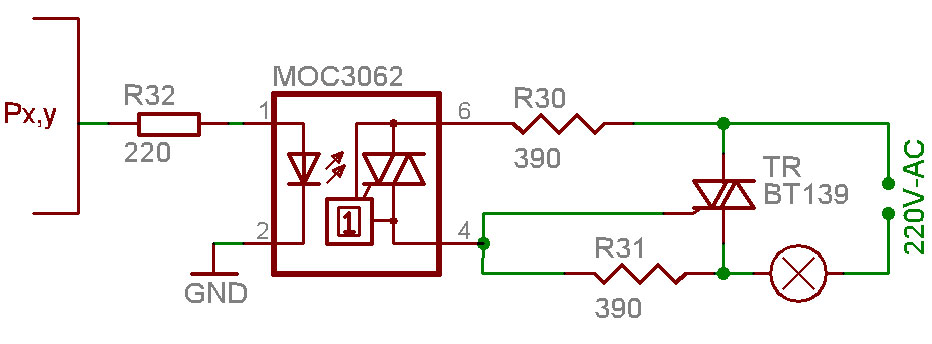 MOC3062
R32
R30
Px,y
1
6
220
390
TR
BT139
220V-AC
1
2
4
R31
GND
390